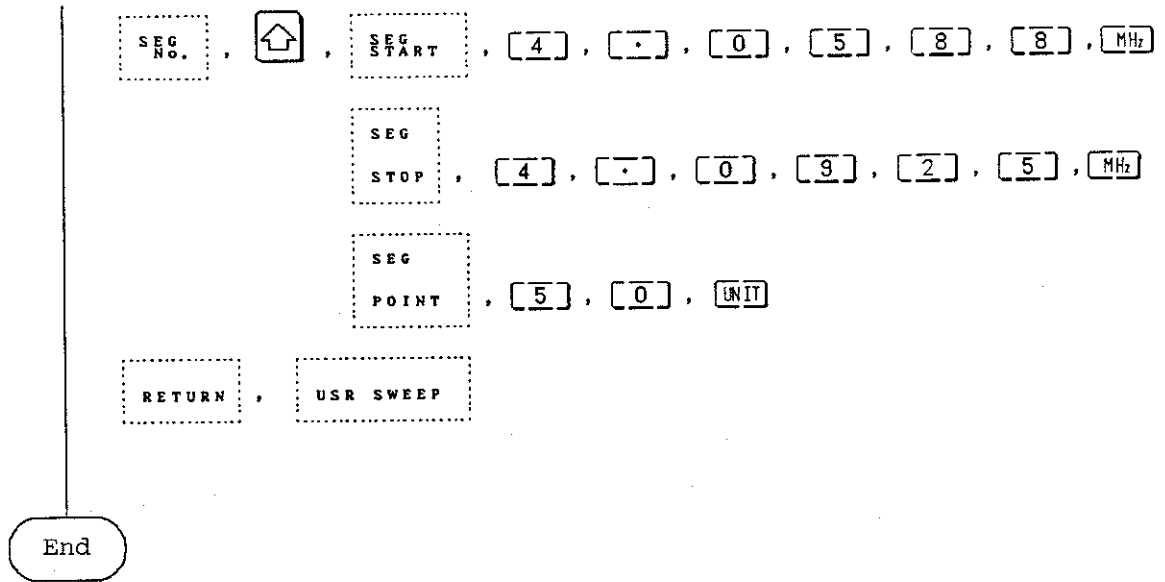 SEG No. , , SEG START , 4 , . , 0 , 5 , 8 , 8 , MHz
SEG
STOP , 4 , . , 0 , 9 , 2 , 5 , MHz
SEG
POINT , 5 , 0 , UNIT
RETURN , USR SWEEP
End